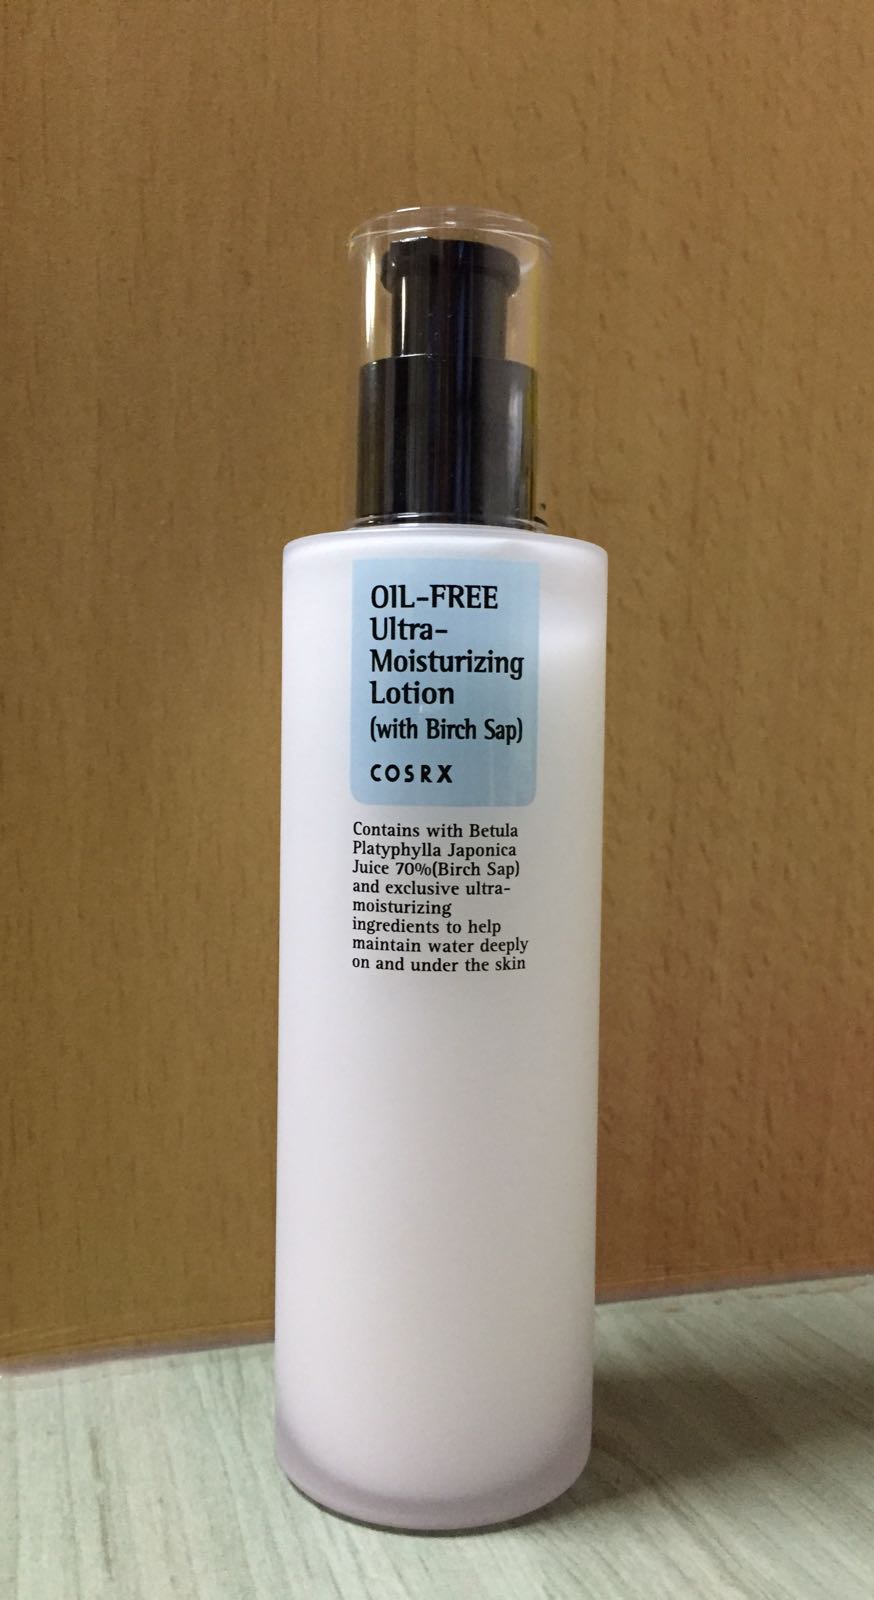 OIL-FREE
Ultra-
Moisturizing
Lotion
(with Birch Sap)
COSRX
Contains with Betula
Platyphylla Japonica
Juice 70%(Birch Sap)
and exclusive ultra-
moisturizing
ingredients to help
maintain water deeply
on and under the skin